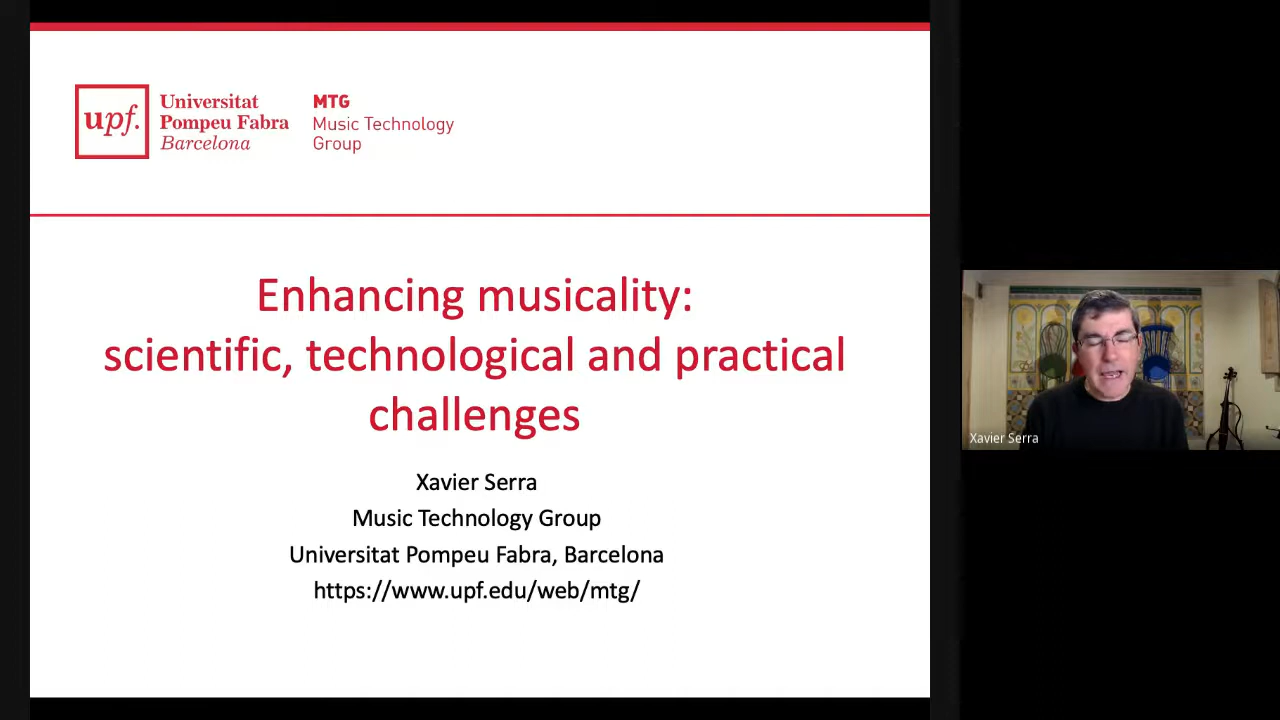 upf.
Universitat
Pompeu Fabra
Barcelona
MTG
Music Technology
Group
Enhancing musicality:
scientific, technological and practical
challenges
Xavier Serra
Music Technology Group
Universitat Pompeu Fabra, Barcelona
https://www.upf.edu/web/mtg/
Xavier Serra